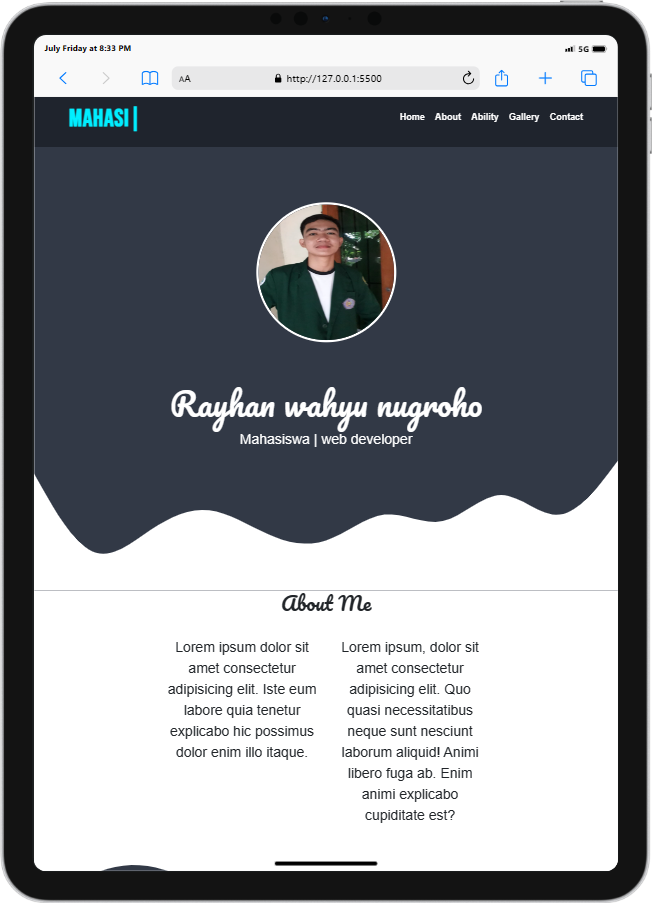 July Friday at 8:33 PM
5G
AA
http://127.0.0.1:5500
MAHASI |
Home About Ability Gallery Contact
Rayhan wahyu nugroho
Mahasiswa | web developer
About Me
Lorem ipsum dolor sit
amet consectetur
adipisicing elit. Iste eum
labore quia tenetur
explicabo hic possimus
dolor enim illo itaque.
Lorem ipsum, dolor sit
amet consectetur
adipisicing elit. Quo
quasi necessitatibus
neque sunt nesciunt
laborum aliquid! Animi
libero fuga ab. Enim
animi explicabo
cupiditate est?